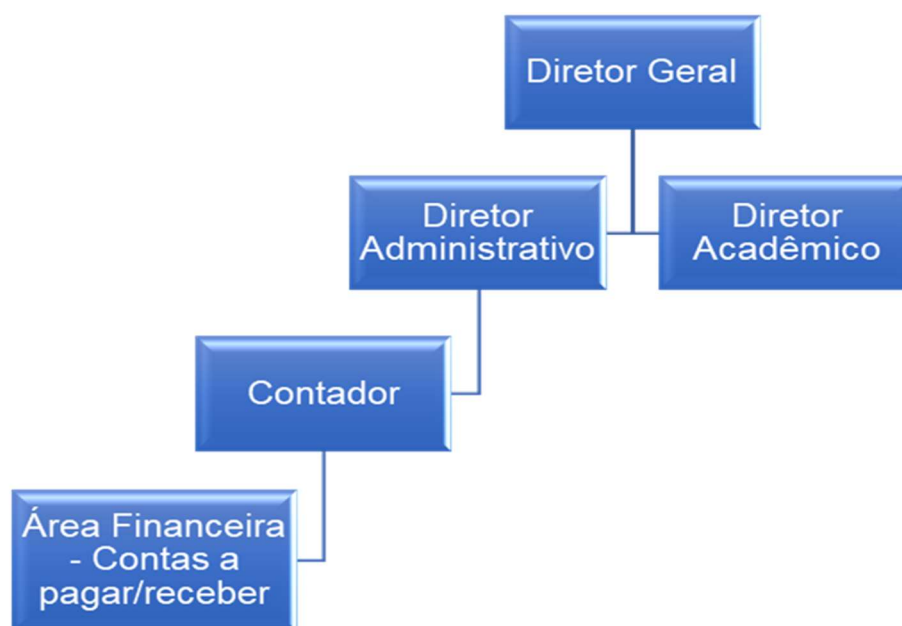 Diretor Geral
Diretor
Administrativo
Diretor
Acadêmico
Contador
Área Financeira
- Contas a
pagar/receber